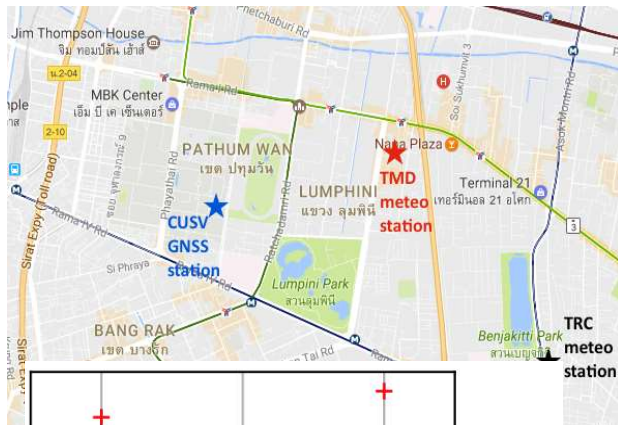 Phetchaburi Rd
Jim Thompson House
จิม ทอมป์สัน เฮ้าส์
น.2-04
Rama I Rd
MBK Center
เอ็ม บี เค เซ็นเตอร์
2-10
Phayathai Rd
PATHUM WAN
เขต ปทุมวัน
Ratchadamri Rd
H
Soi Sukhumvit 3
Asok Montri Rd
Nana Plaza
TMD
meteo
station
LUMPHINI
แขวง ลุมพินี
Terminal 21
เทอร์มินอล 21 อโศก
3
Sirat Expy (Toll road)
Rama IV Rd
CUSV
GNSS
station
Si Phraya
Rama IV Rd
Lumpini Park
สวนลุมพินี
BANG RAK
เขต บางรัก
Benjakitti Park
TRC
meteo
station